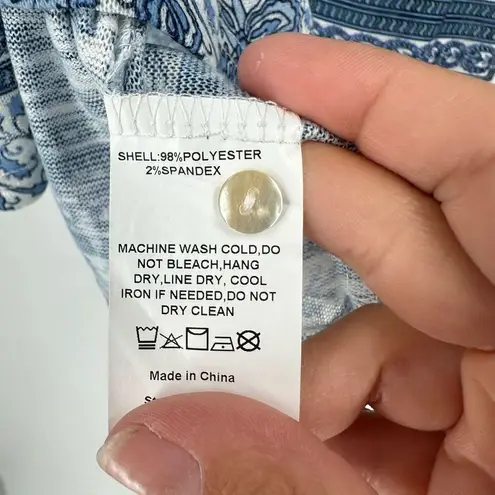 SHELL:98%POLYESTER
2%SPANDEX
MACHINE WASH COLD,DO
NOT BLEACH,HANG
DRY,LINE DRY, COOL
IRON IF NEEDED,DO NOT
DRY CLEAN
Made in China